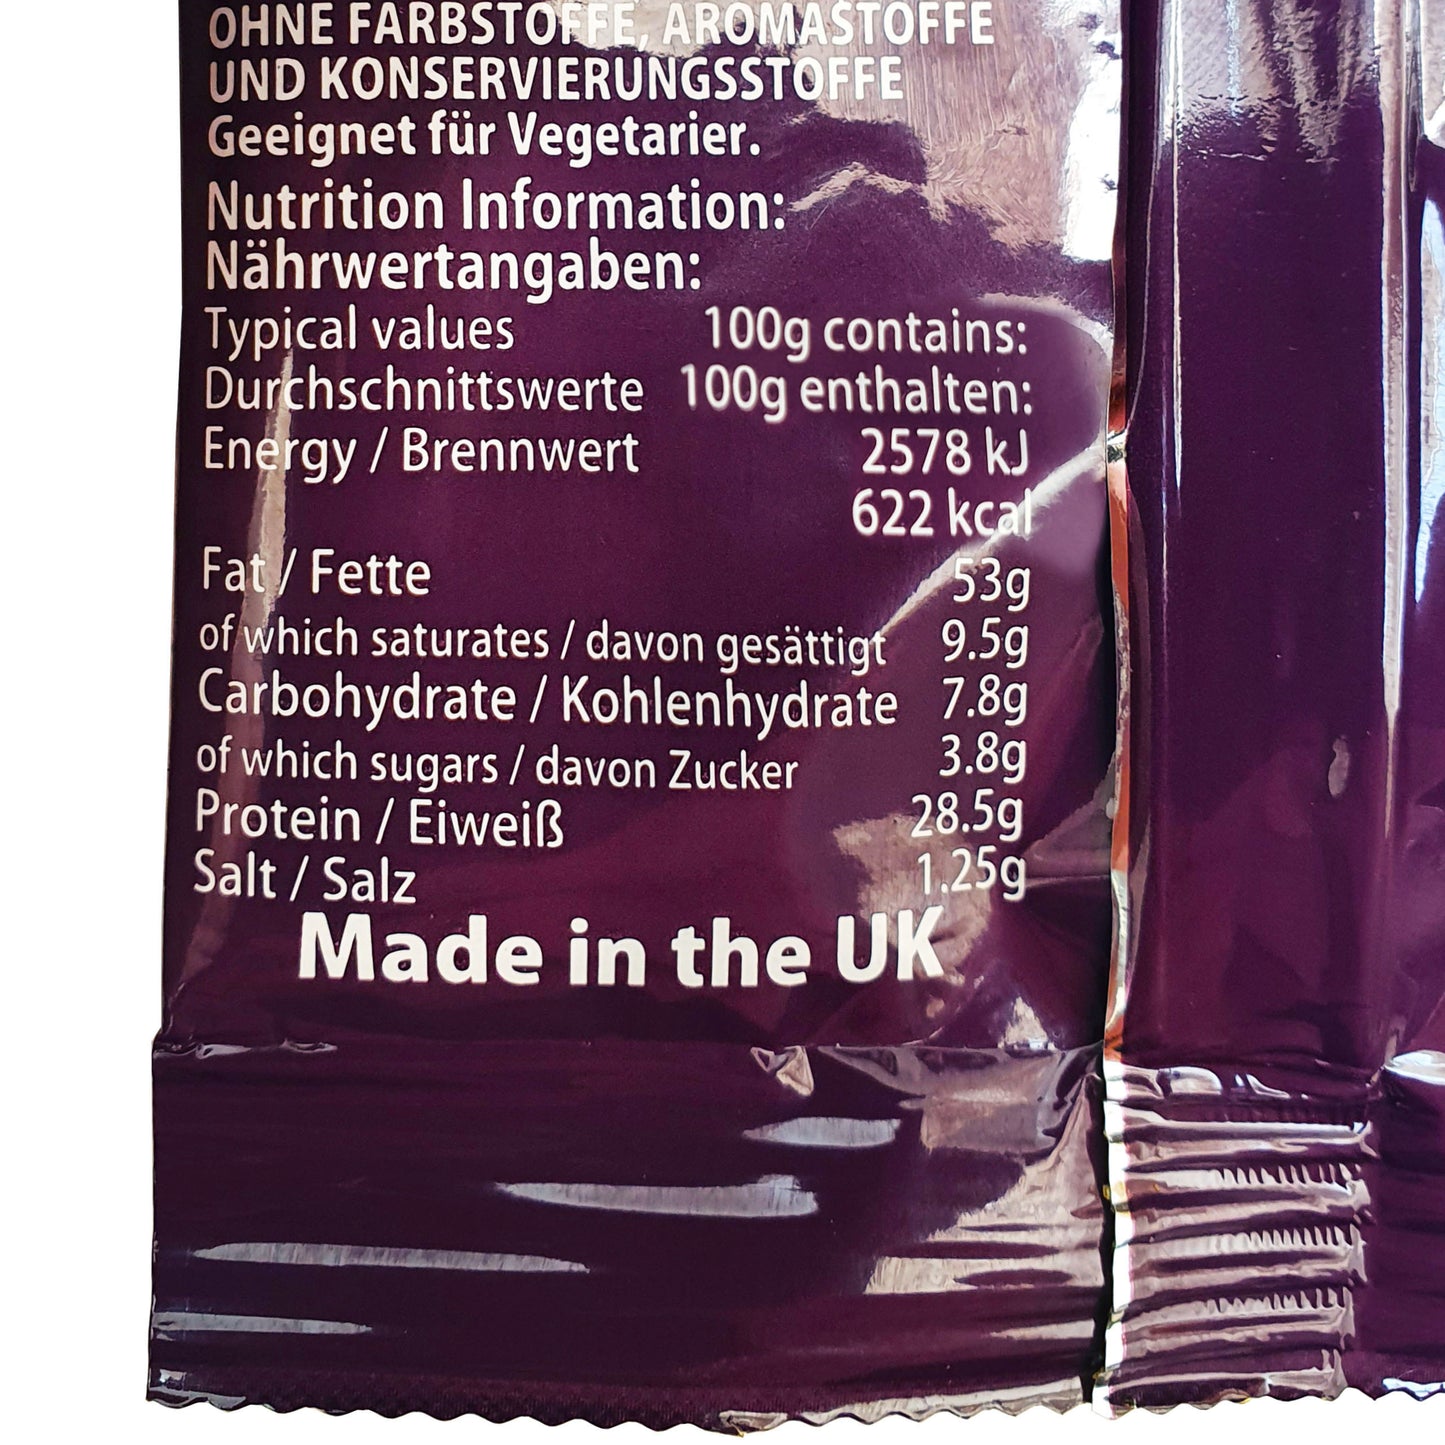 OHNE FARBSTOFFE, AROMASTOFFE
UND KONSERVIERUNGSSTOFFE
Geeignet für Vegetarier.
Nutrition Information:
Nährwertangaben:
Typical values 100g contains:
Durchschnittswerte 100g enthalten:
Energy / Brennwert 2578 kJ
622 kcal
Fat / Fette 53g
of which saturates / davon gesättigt 9.5g
Carbohydrate / Kohlenhydrate 7.8g
of which sugars / davon Zucker 3.8g
Protein / Eiweiß 28.5g
Salt / Salz 1.25g
Made in the UK